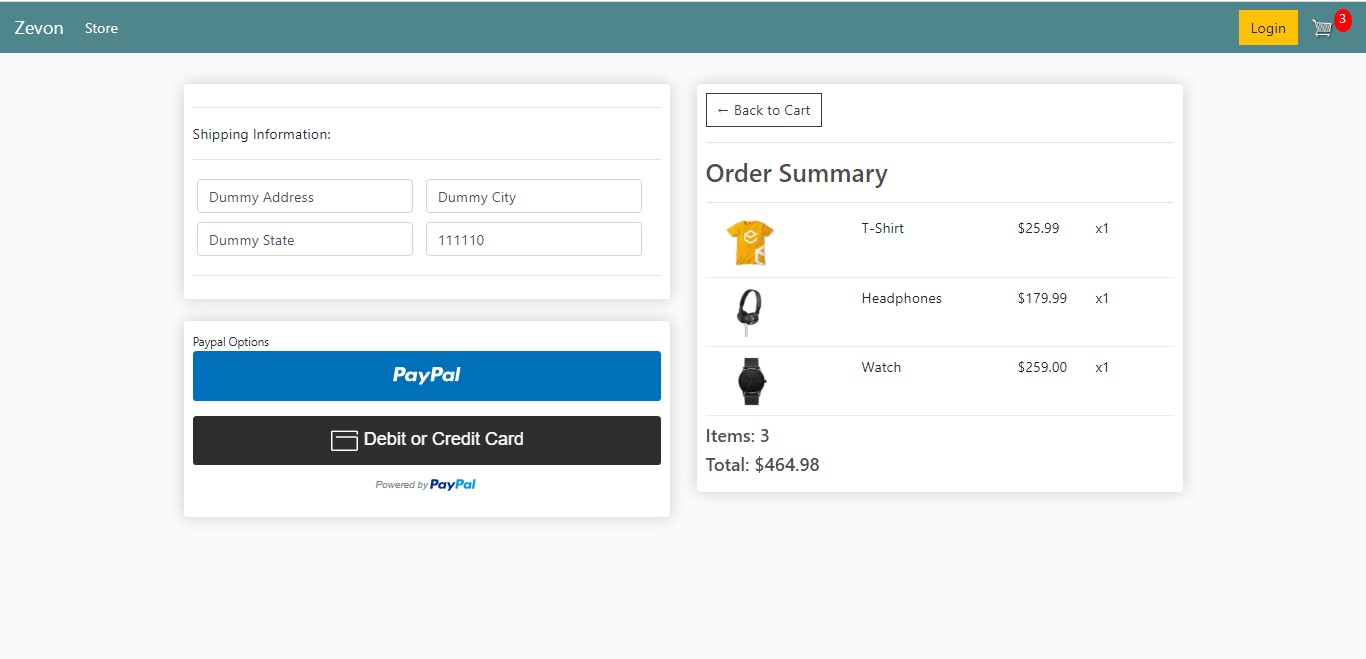 Zevon Store Login 3
Shipping Information:
Dummy Address Dummy City
Dummy State 111110
Paypal Options
PayPal
Debit or Credit Card
Powered by PayPal
← Back to Cart
Order Summary
T-Shirt $25.99 x1
Headphones $179.99 x1
Watch $259.00 x1
Items: 3
Total: $464.98